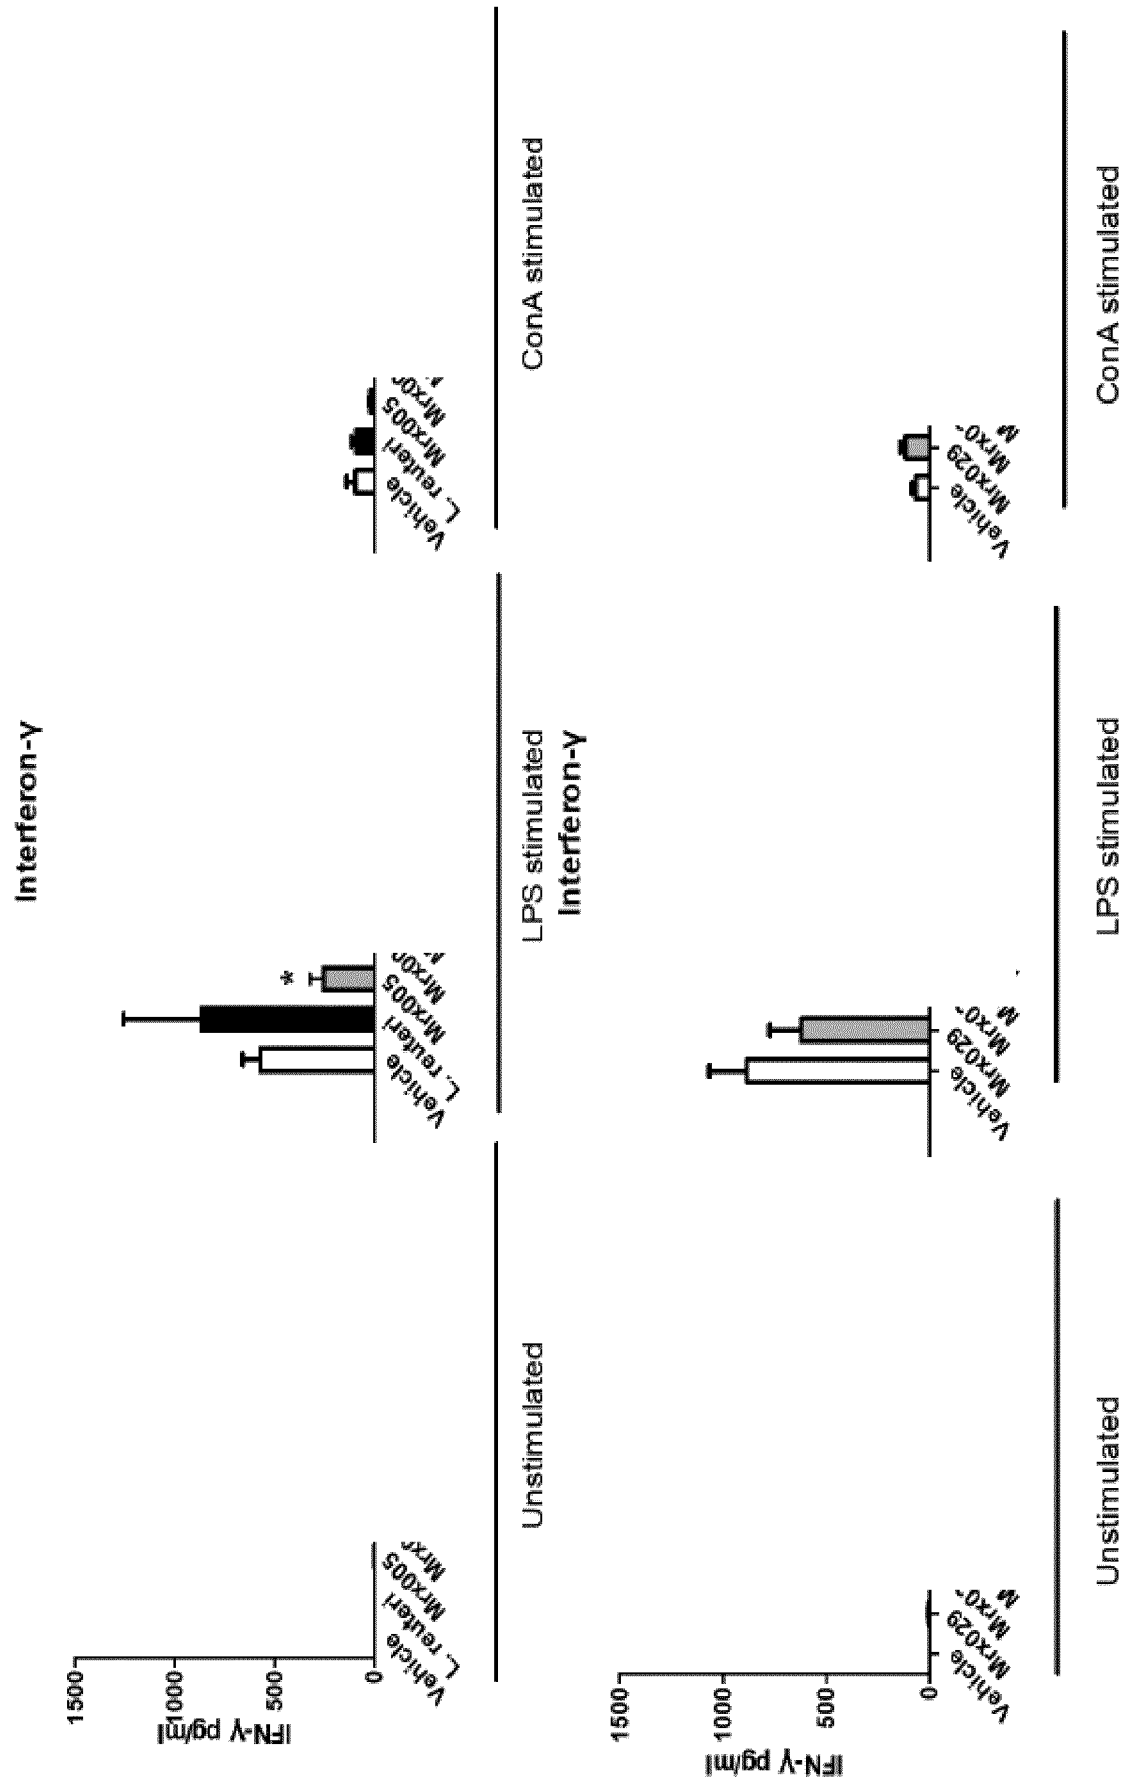 Interferon-γ
IFN-γ pg/ml
1500
1000
500
0
Vehicle
L. reuteri
Mrx005
Unstimulated
*
Vehicle
L. reuteri
Mrx005
LPS stimulated
Vehicle
L. reuteri
Mrx005
ConA stimulated
Interferon-γ
IFN-γ pg/ml
1500
1000
500
0
Vehicle
Mrx029
Unstimulated
Vehicle
Mrx029
LPS stimulated
Vehicle
Mrx029
ConA stimulated